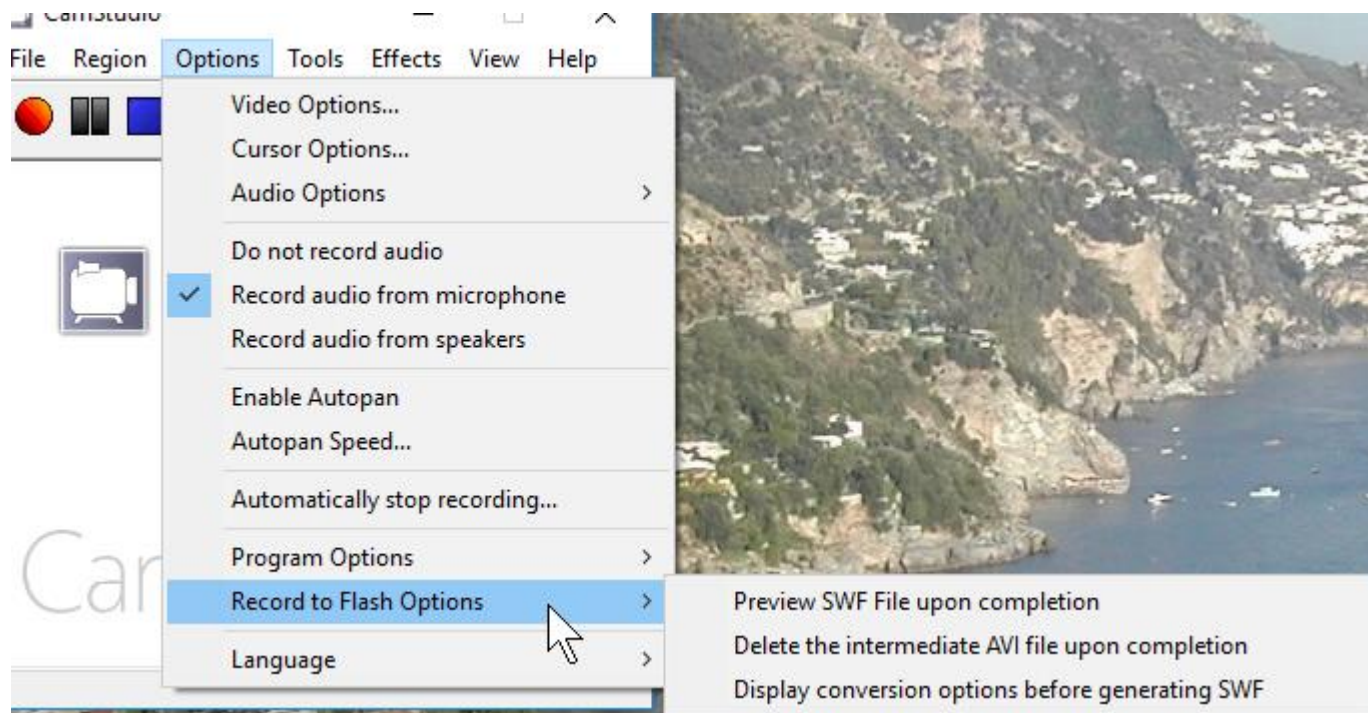 CamStudio
File Region Options Tools Effects View Help
Video Options...
Cursor Options...
Audio Options
Do not record audio
Record audio from microphone
Record audio from speakers
Enable Autopan
Autopan Speed...
Automatically stop recording...
Program Options
Record to Flash Options
Language
Preview SWF File upon completion
Delete the intermediate AVI file upon completion
Display conversion options before generating SWF